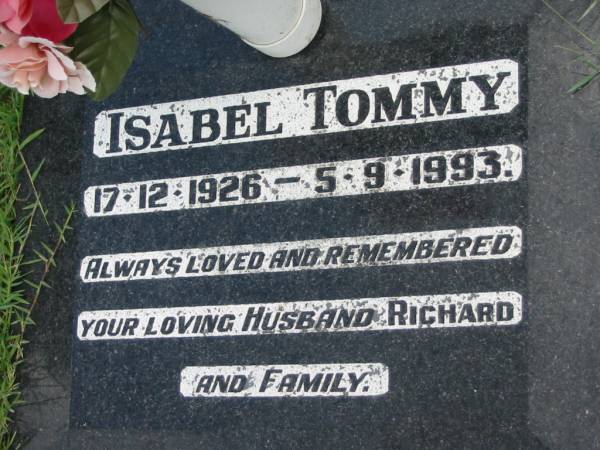 ISABEL TOMMY
17·12·1926 – 5·9·1993.
ALWAYS LOVED AND REMEMBERED
YOUR LOVING HUSBAND RICHARD
AND FAMILY.